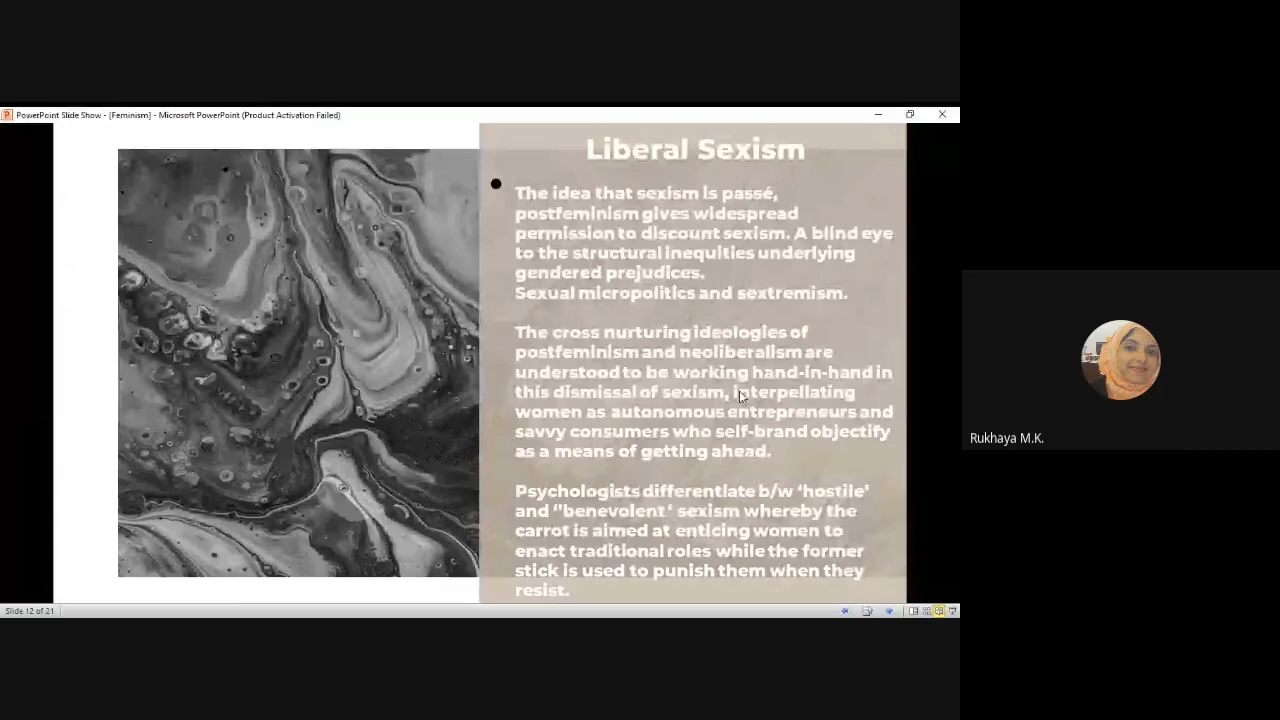 PowerPoint Slide Show - [Feminism] - Microsoft PowerPoint (Product Activation Failed)
Liberal Sexism
The idea that sexism is passé,
postfeminism gives widespread
permission to discount sexism. A blind eye
to the structural inequities underlying
gendered prejudices.
Sexual micropolitics and sextremism.
The cross nurturing ideologies of
postfeminism and neoliberalism are
understood to be working hand-in-hand in
this dismissal of sexism, interpellating
women as autonomous entrepreneurs and
savvy consumers who self-brand objectify
as a means of getting ahead.
Psychologists differentiate b/w ‘hostile’
and ‘’benevolent ‘ sexism whereby the
carrot is aimed at enticing women to
enact traditional roles while the former
stick is used to punish them when they
resist.
Rukhaya M.K.
Slide 12 of 21